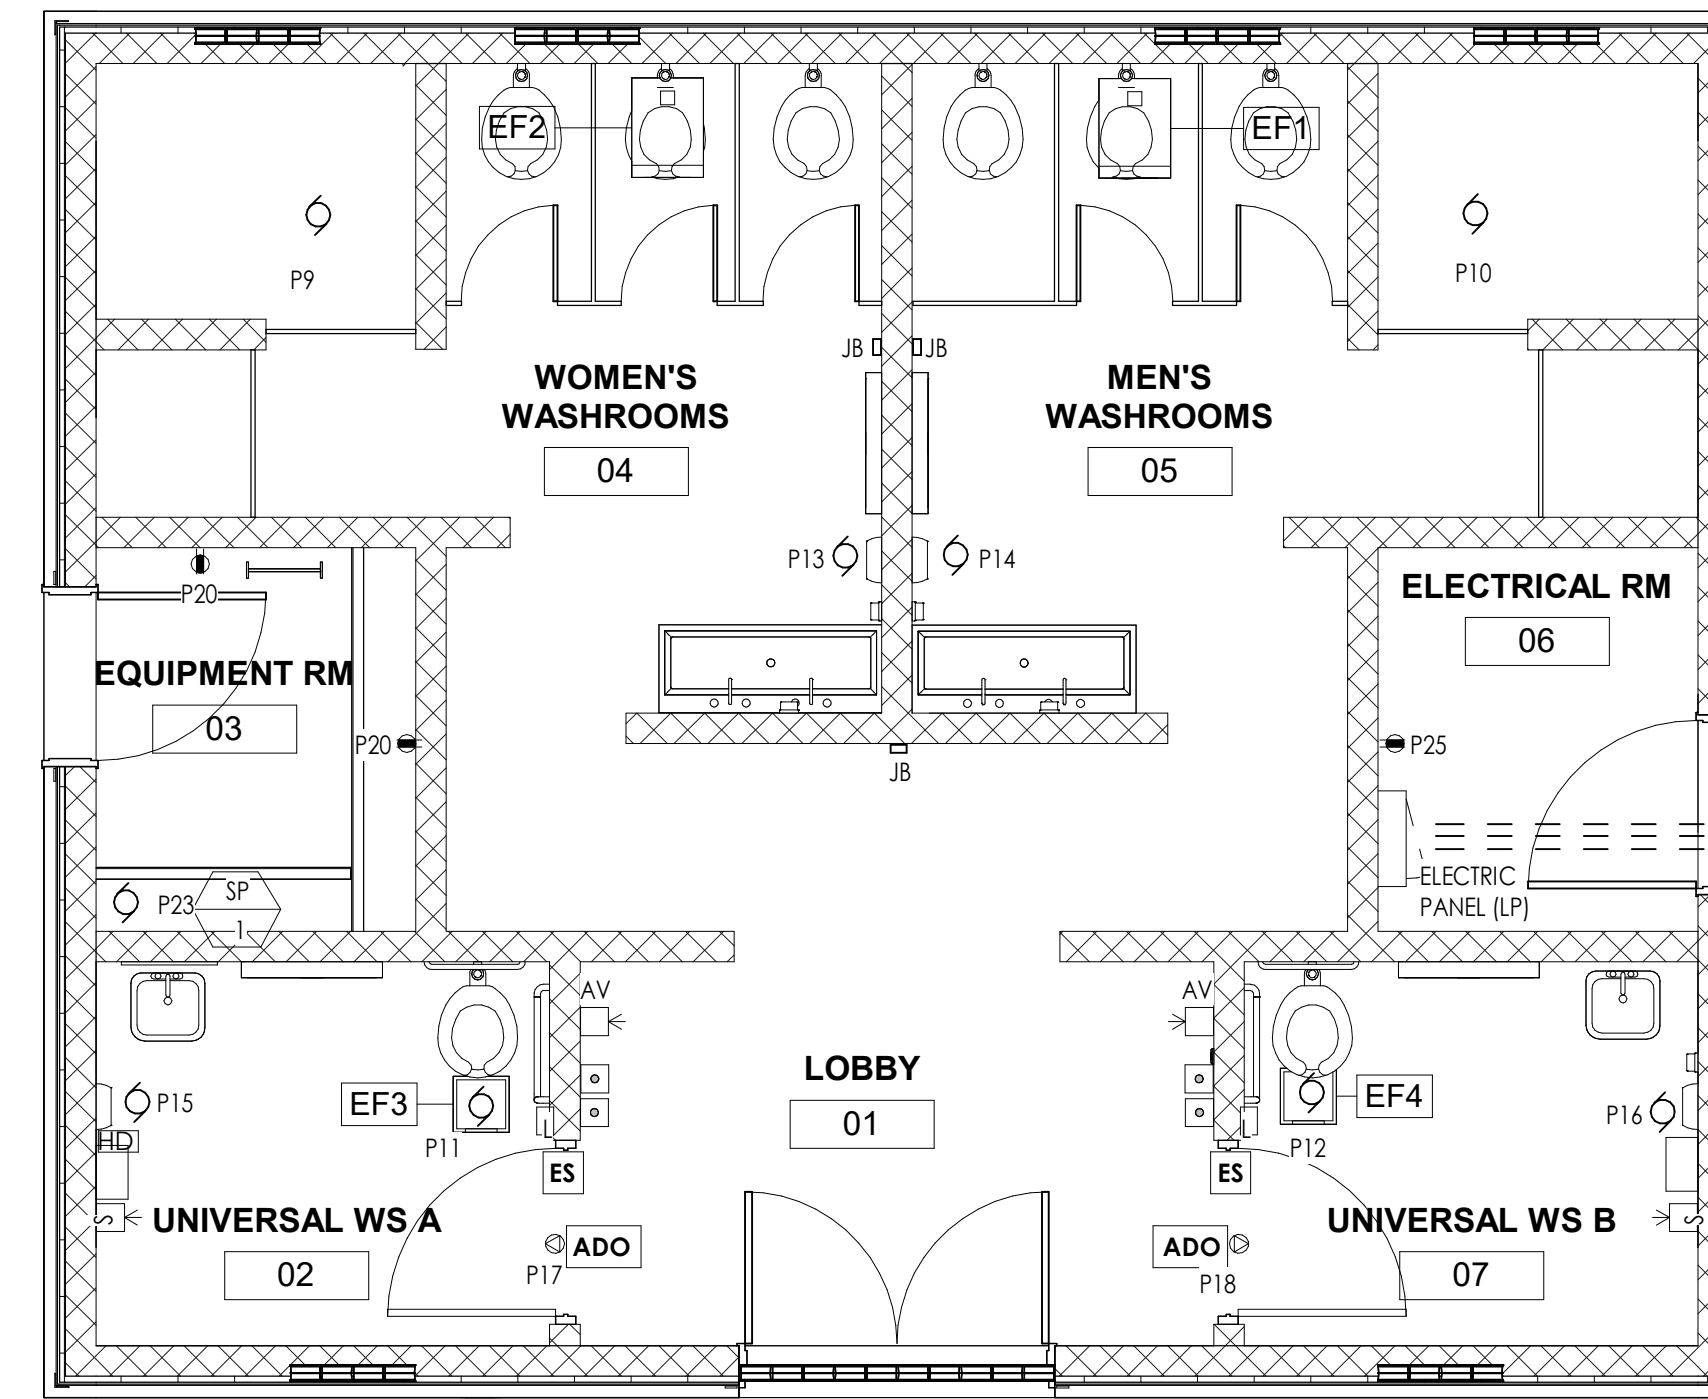 EF2
EF1
P9
P10
JB
JB
WOMEN'S
WASHROOMS
04
MEN'S
WASHROOMS
05
P13
P14
P20
ELECTRICAL RM
06
EQUIPMENT RM
03
P20
P25
JB
ELECTRIC
PANEL (LP)
P23
SP
1
AV
AV
LOBBY
01
P15
EF3
P11
L
HD
ES
S
UNIVERSAL WS A
02
ADO
P17
EF4
P12
L
P16
ES
S
UNIVERSAL WS B
07
ADO
P18